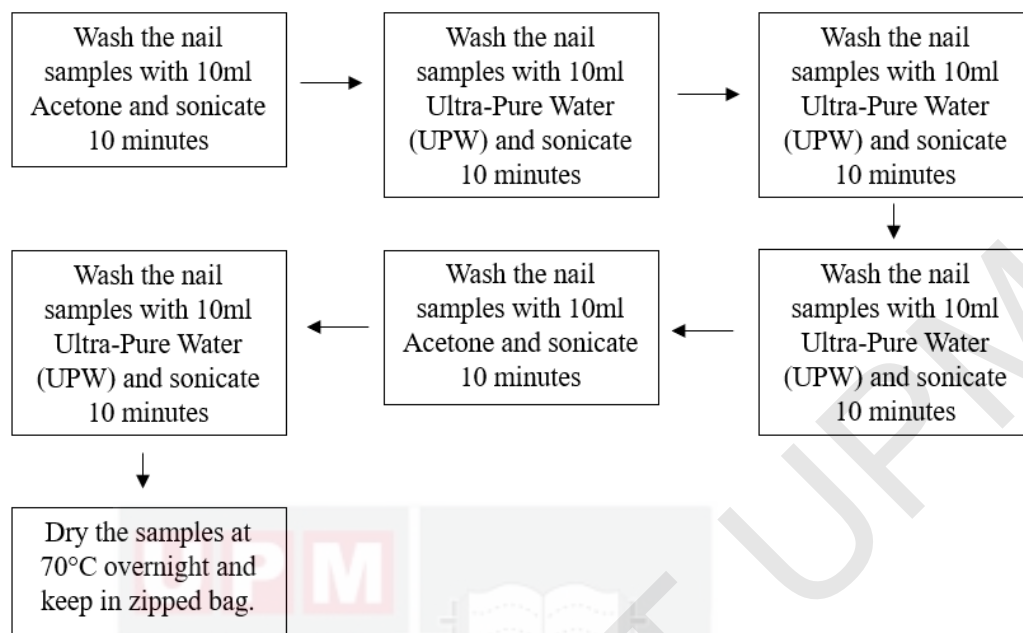 Wash the nail
samples with 10ml
Acetone and sonicate
10 minutes
Wash the nail
samples with 10ml
Ultra-Pure Water
(UPW) and sonicate
10 minutes
Wash the nail
samples with 10ml
Ultra-Pure Water
(UPW) and sonicate
10 minutes
Wash the nail
samples with 10ml
Ultra-Pure Water
(UPW) and sonicate
10 minutes
Wash the nail
samples with 10ml
Acetone and sonicate
10 minutes
Wash the nail
samples with 10ml
Ultra-Pure Water
(UPW) and sonicate
10 minutes
Dry the samples at
70°C overnight and
keep in zipped bag.
UPM
T UPM